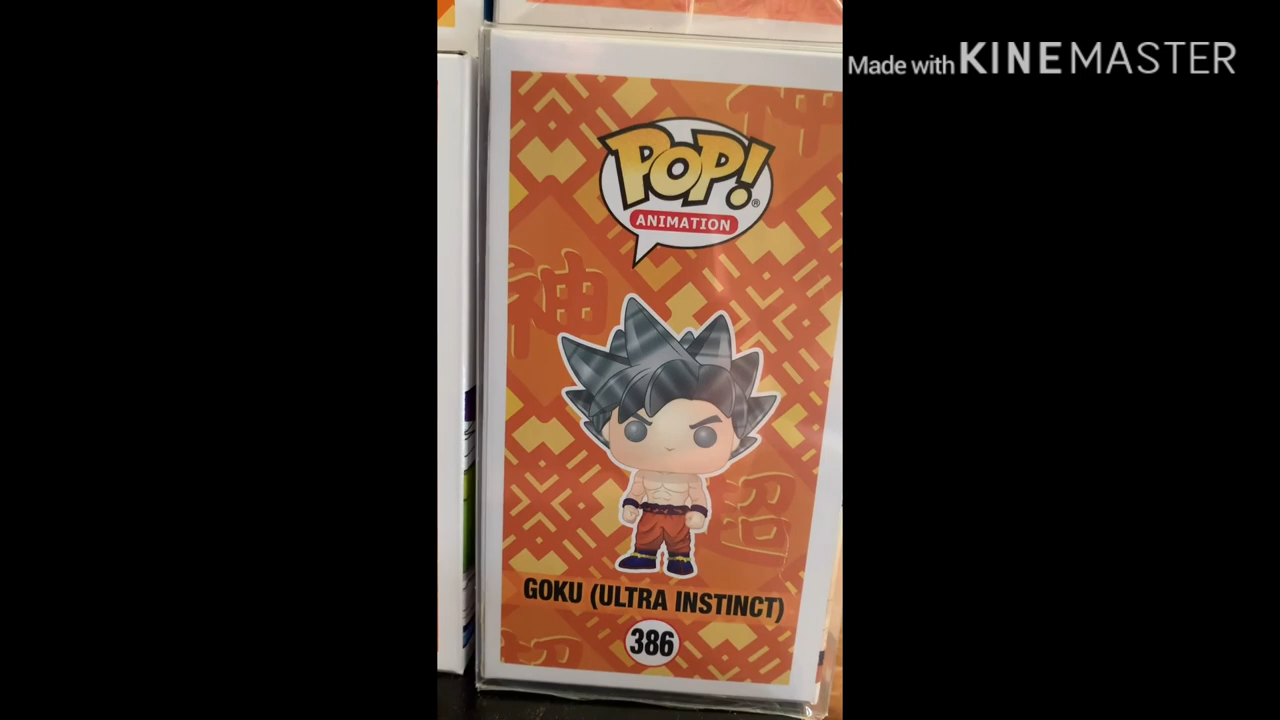 Made with KINEMASTER
POP!®
ANIMATION
神
超
GOKU (ULTRA INSTINCT)
386